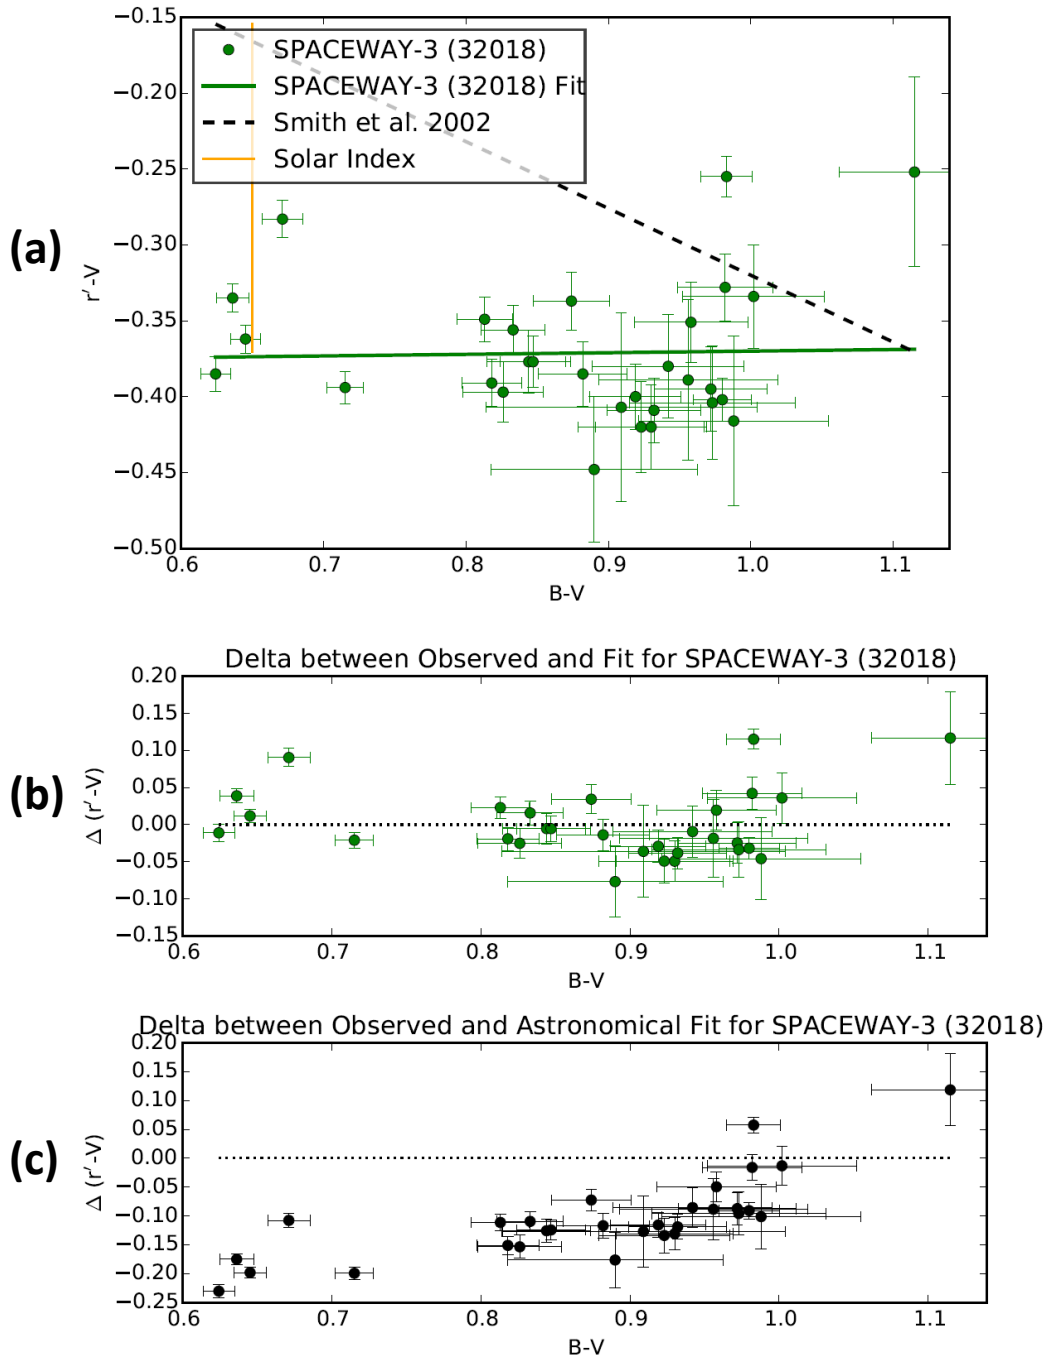 (a)
r′-V
−0.15
−0.20
−0.25
−0.30
−0.35
−0.40
−0.45
−0.50
SPACEWAY-3 (32018)
SPACEWAY-3 (32018) Fit
Smith et al. 2002
Solar Index
0.6 0.7 0.8 0.9 1.0 1.1
B-V
Delta between Observed and Fit for SPACEWAY-3 (32018)
(b)
Δ (r′-V)
0.20
0.15
0.10
0.05
0.00
−0.05
−0.10
−0.15
0.6 0.7 0.8 0.9 1.0 1.1
B-V
Delta between Observed and Astronomical Fit for SPACEWAY-3 (32018)
(c)
Δ (r′-V)
0.20
0.15
0.10
0.05
0.00
−0.05
−0.10
−0.15
−0.20
−0.25
0.6 0.7 0.8 0.9 1.0 1.1
B-V